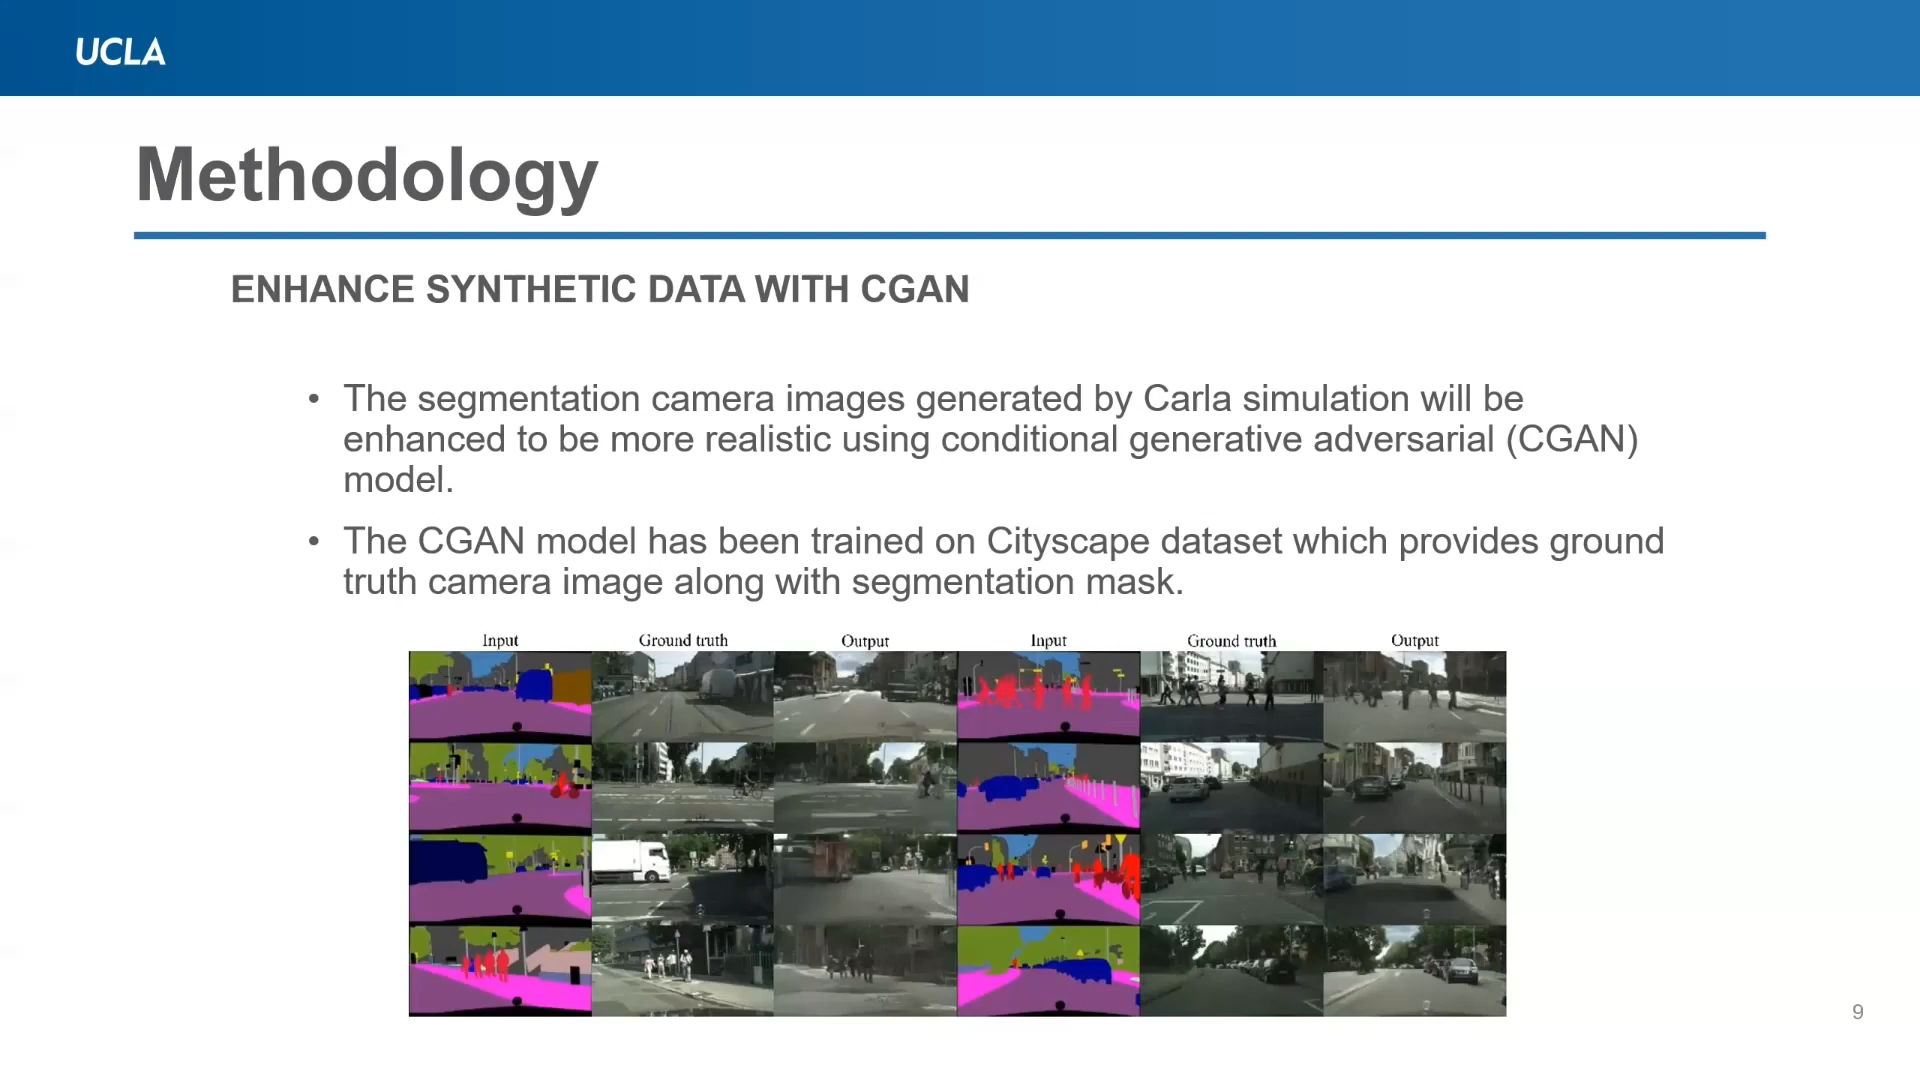 UCLA
Methodology
ENHANCE SYNTHETIC DATA WITH CGAN
• The segmentation camera images generated by Carla simulation will be
enhanced to be more realistic using conditional generative adversarial (CGAN)
model.
• The CGAN model has been trained on Cityscape dataset which provides ground
truth camera image along with segmentation mask.
Input Ground truth Output Input Ground truth Output
9